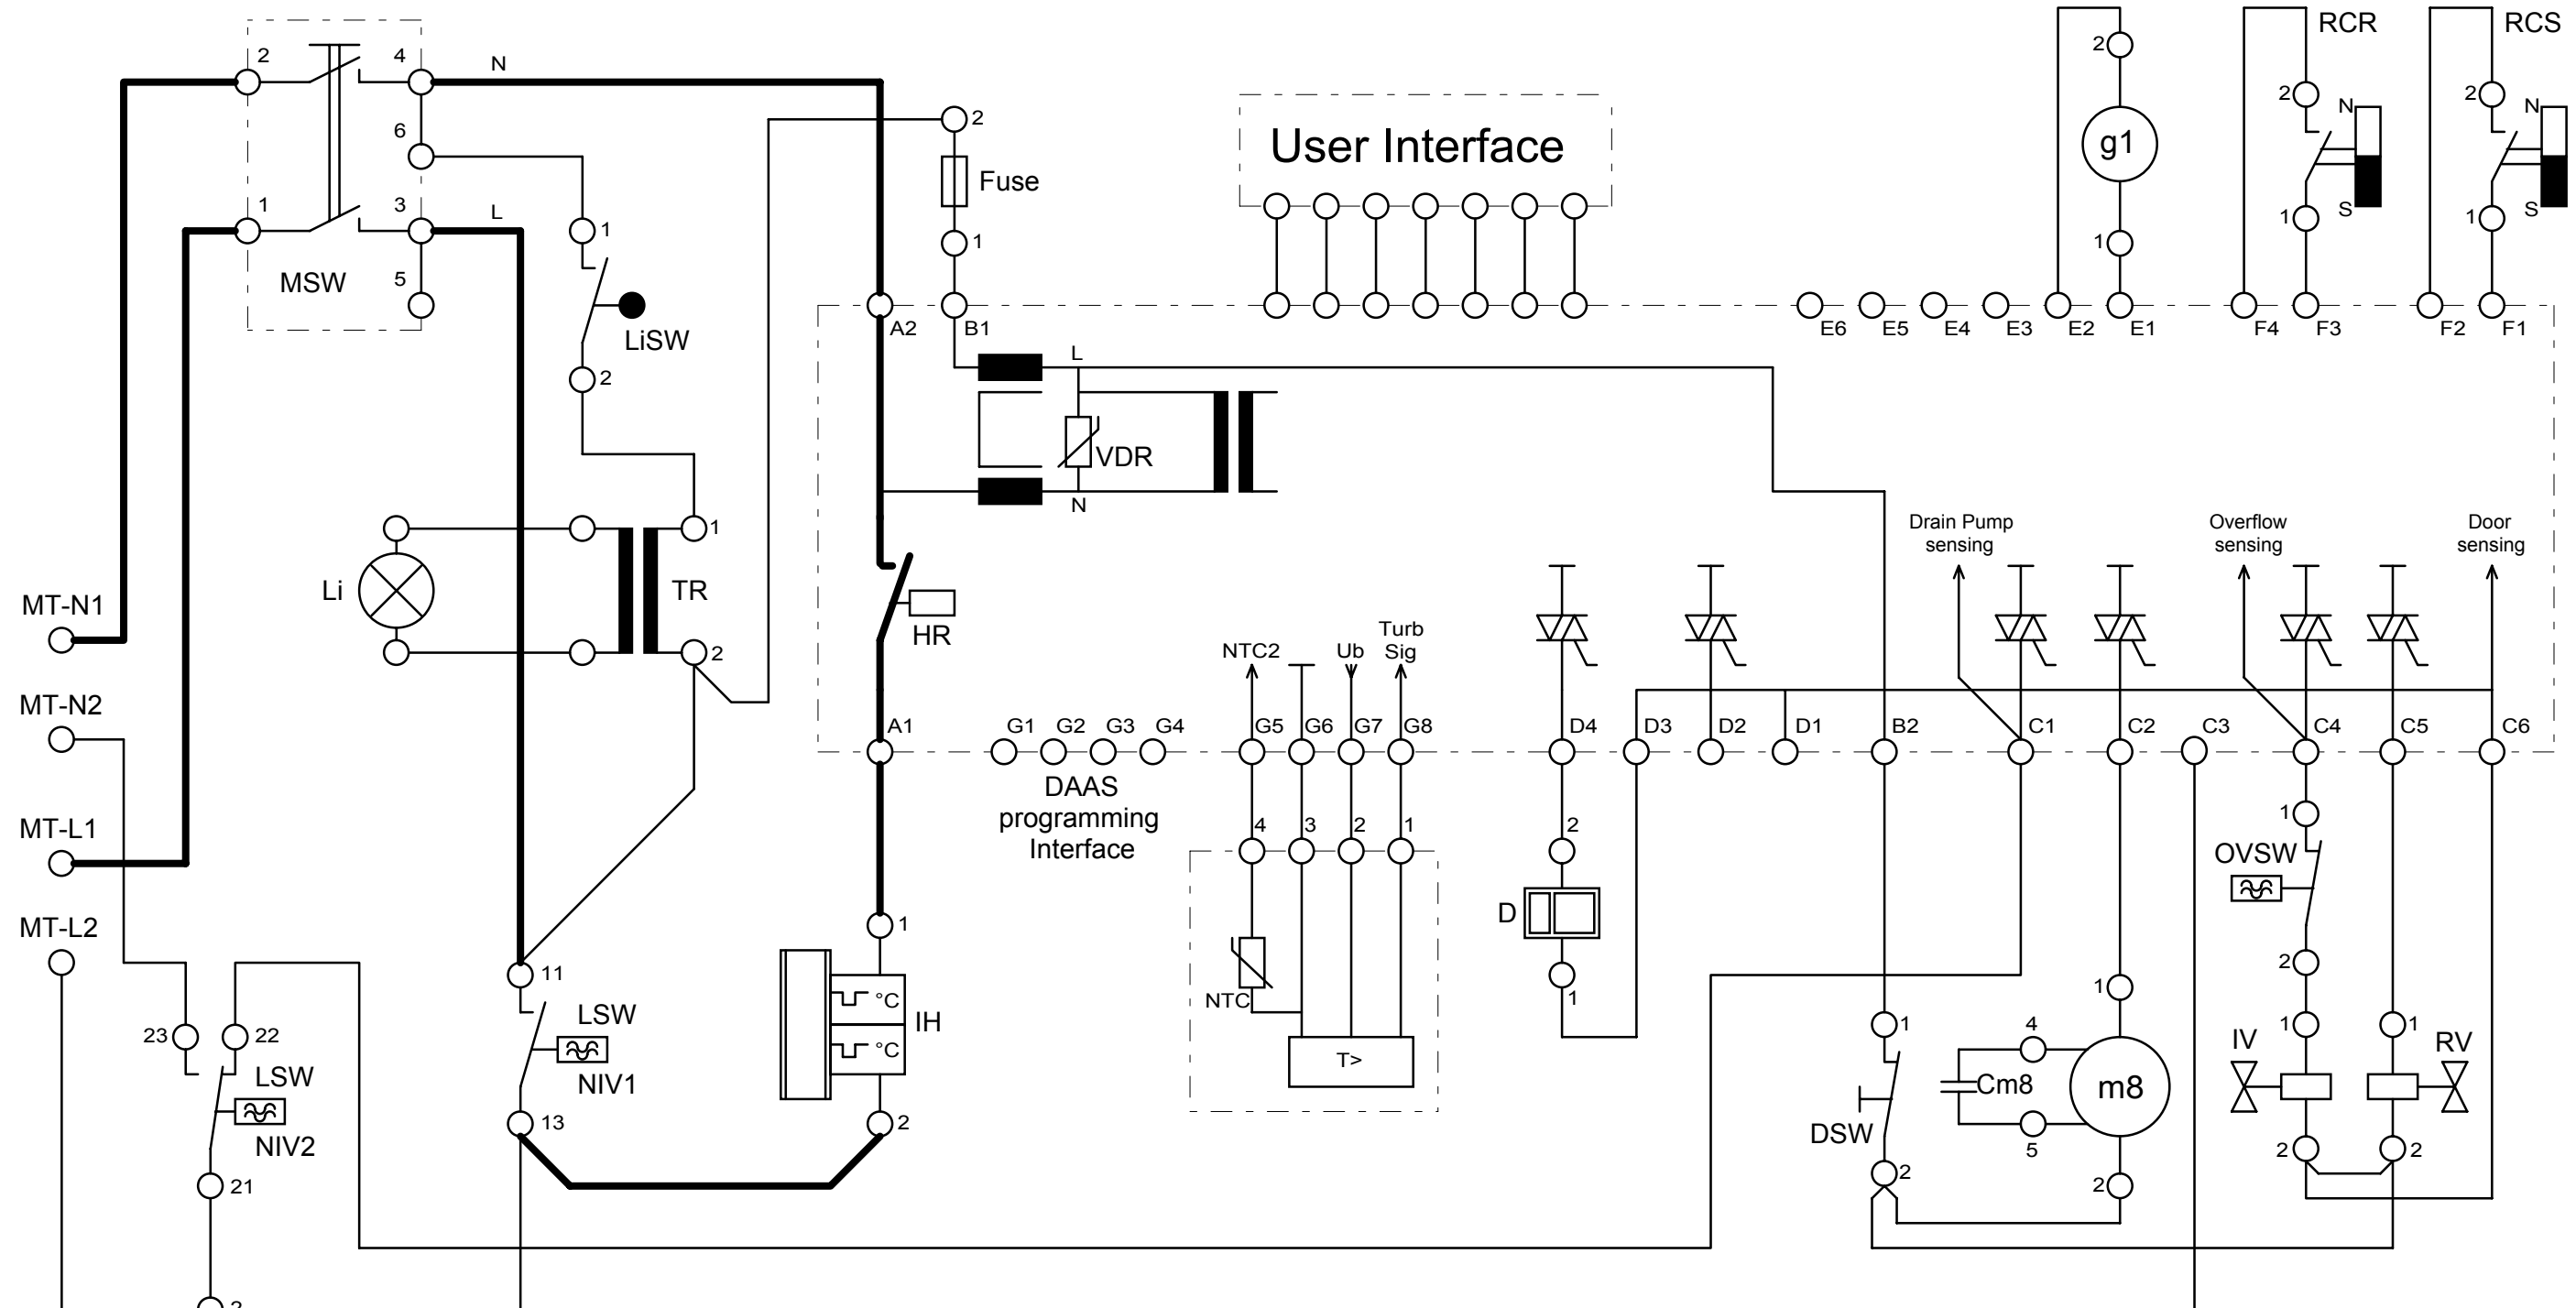 RCR
RCS
2
4
N
2
2
N
2
N
6
2
User Interface
g1
Fuse
1
3
L
1
1
1
S
1
S
1
5
MSW
LiSW
A2
B1
E6
E5
E4
E3
E2
E1
F4
F3
F2
F1
L
2
VDR
N
1
Drain Pump
sensing
Overflow
sensing
Door
sensing
Li
TR
MT-N1
HR
2
NTC2
Ub
Turb
Sig
MT-N2
A1
G1
G2
G3
G4
G5
G6
G7
G8
D4
D3
D2
D1
B2
C1
C2
C3
C4
C5
C6
DAAS
programming
Interface
MT-L1
4
3
2
1
2
1
OVSW
MT-L2
1
D
2
11
NTC
1
1
23
22
LSW
°C
IH
1
4
1
1
IV
RV
T>
LSW
NIV1
°C
Cm8
m8
NIV2
13
2
DSW
5
2
2
21
2
2
2